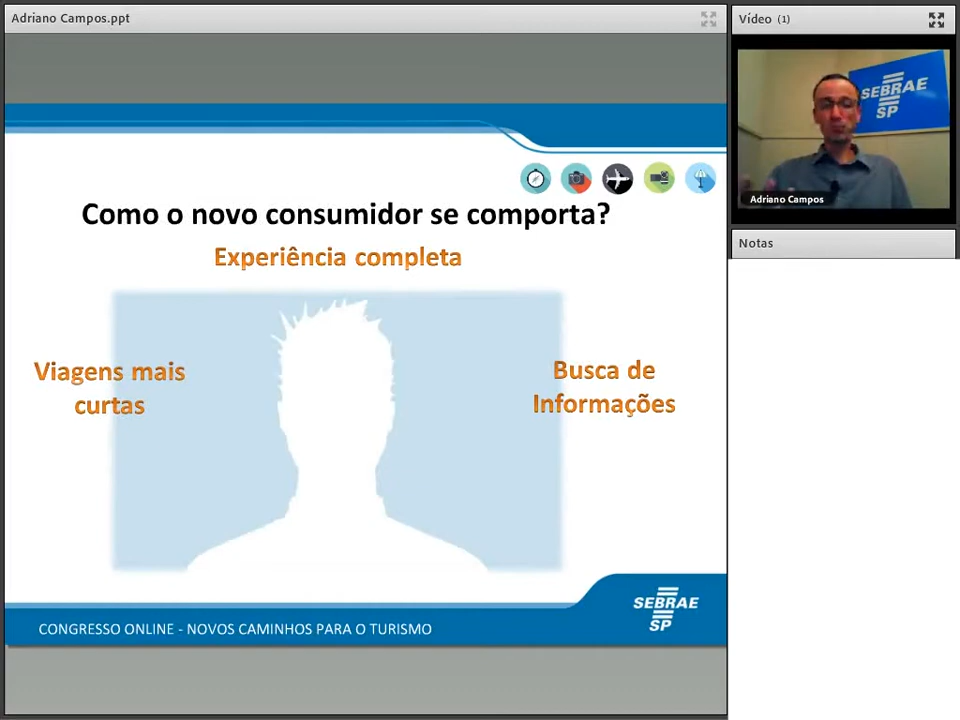 Adriano Campos.ppt
Vídeo (1)
SEBRAE
SP
Adriano Campos
Notas
Como o novo consumidor se comporta?
Experiência completa
Viagens mais
curtas
Busca de
Informações
SEBRAE
SP
CONGRESSO ONLINE - NOVOS CAMINHOS PARA O TURISMO